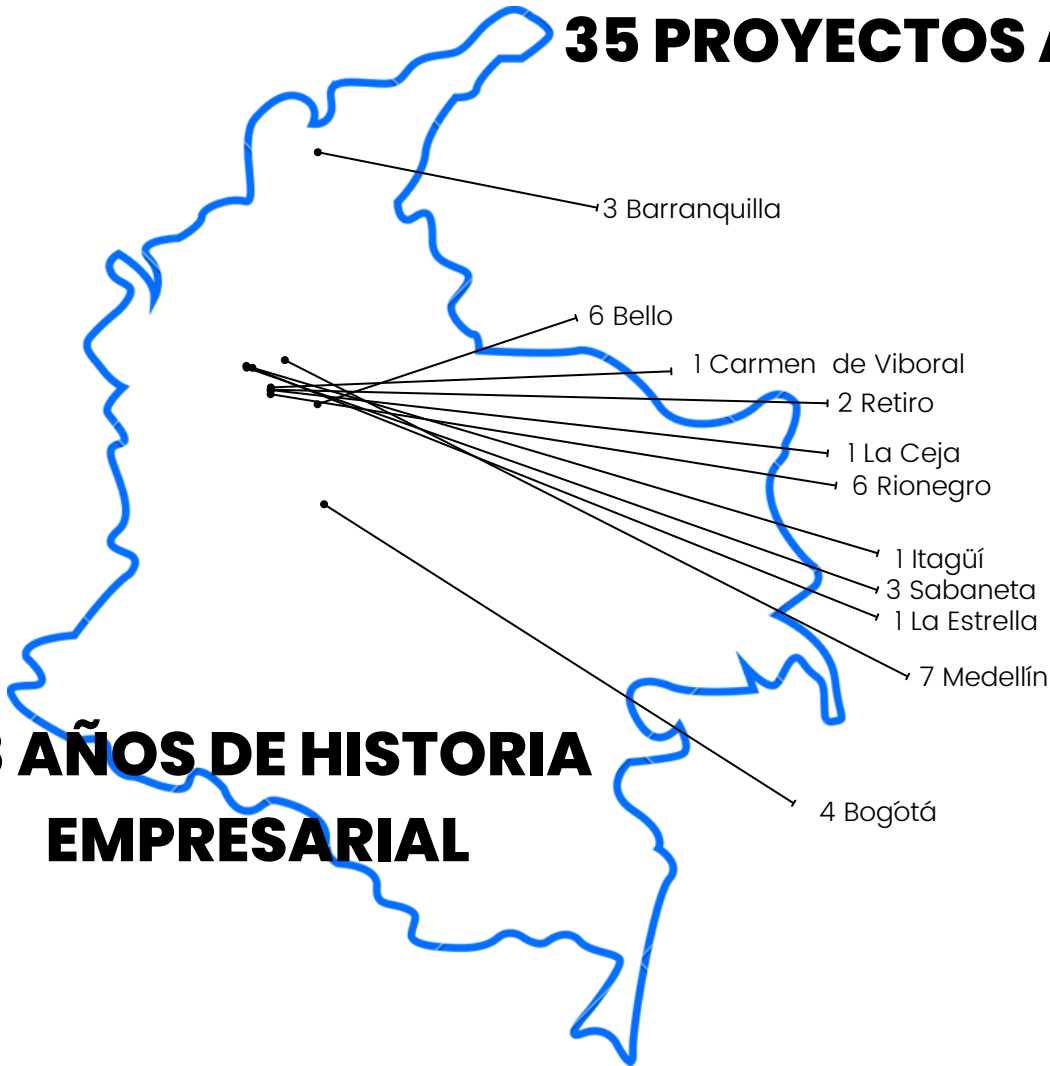 35 PROYECTOS A
3 Barranquilla
6 Bello
1 Carmen de Viboral
2 Retiro
1 La Ceja
6 Rionegro
1 Itagüí
3 Sabaneta
1 La Estrella
7 Medellín
AÑOS DE HISTORIA
EMPRESARIAL
4 Bogotá